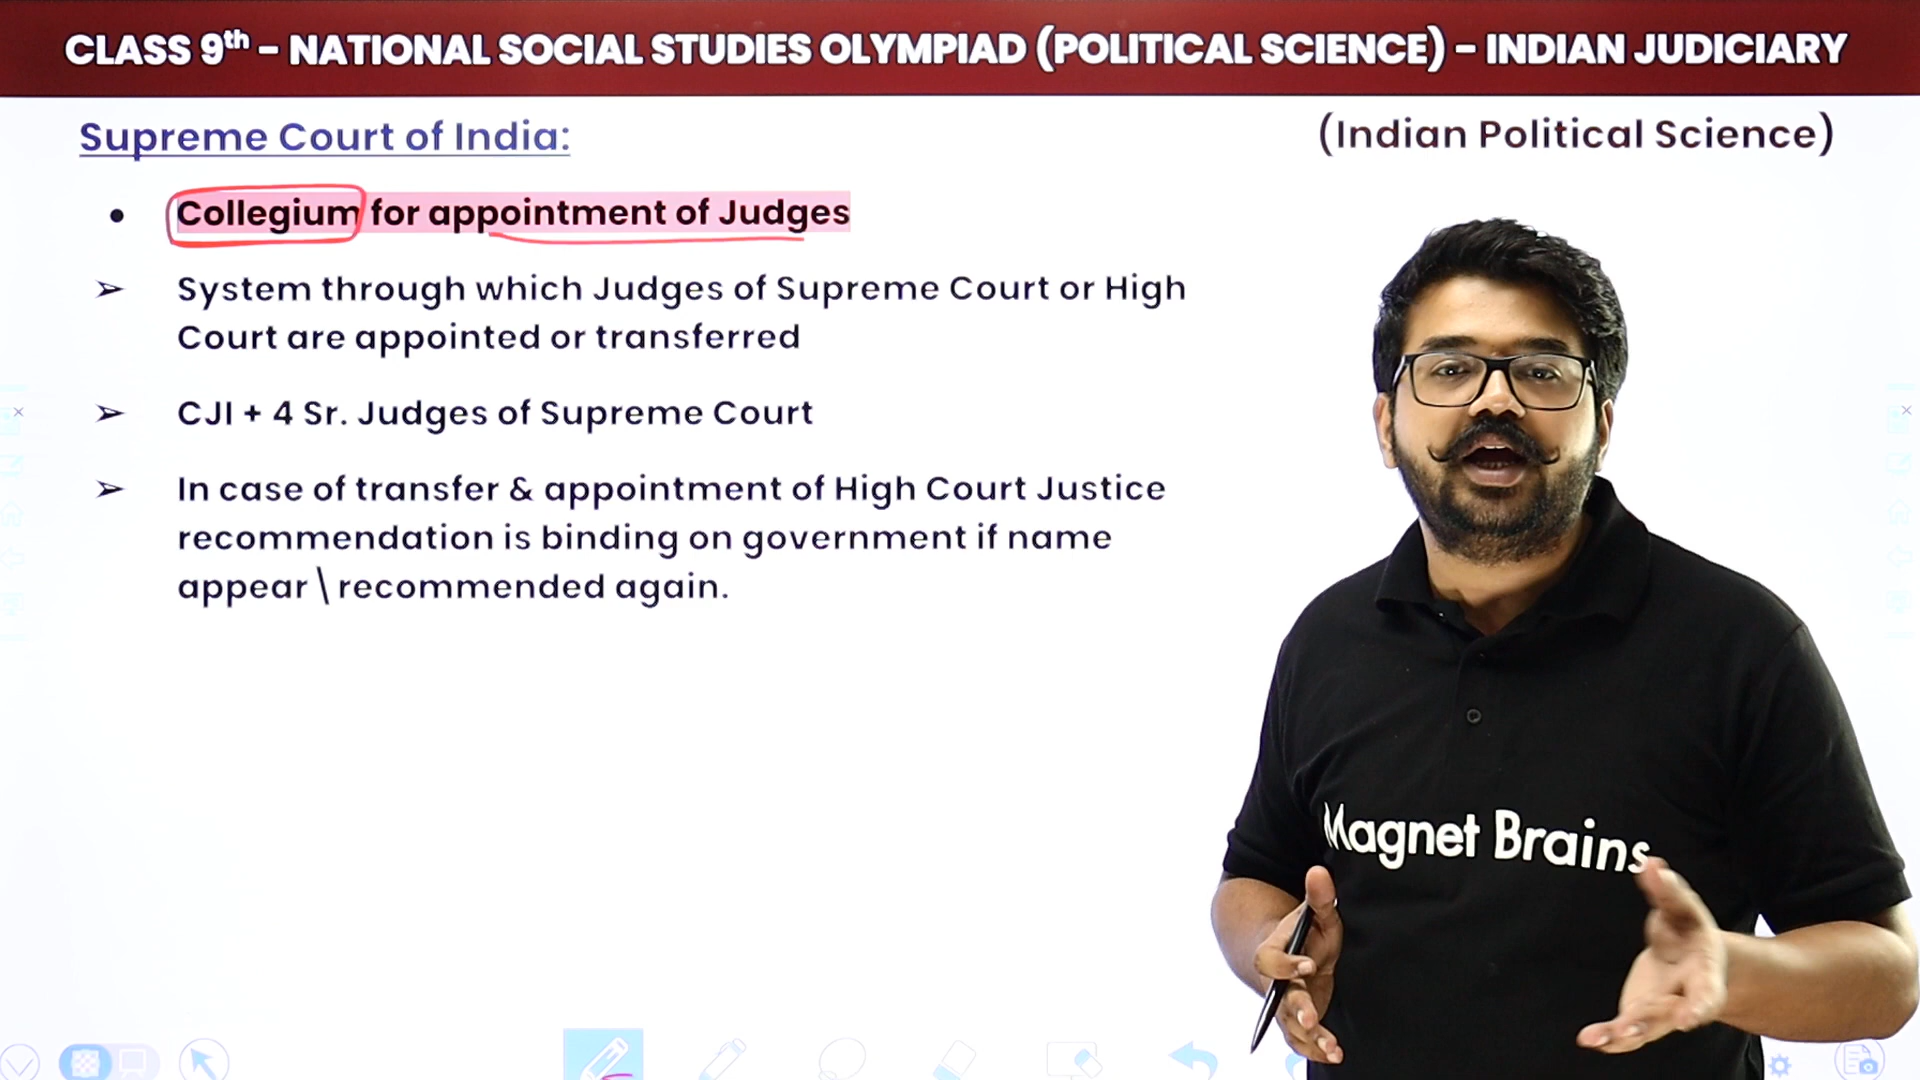 CLASS 9th – NATIONAL SOCIAL STUDIES OLYMPIAD (POLITICAL SCIENCE) – INDIAN JUDICIARY
Supreme Court of India:
(Indian Political Science)
• Collegium for appointment of Judges
➢ System through which Judges of Supreme Court or High
Court are appointed or transferred
➢ CJI + 4 Sr. Judges of Supreme Court
➢ In case of transfer & appointment of High Court Justice
recommendation is binding on government if name
appear \ recommended again.
Magnet Brains